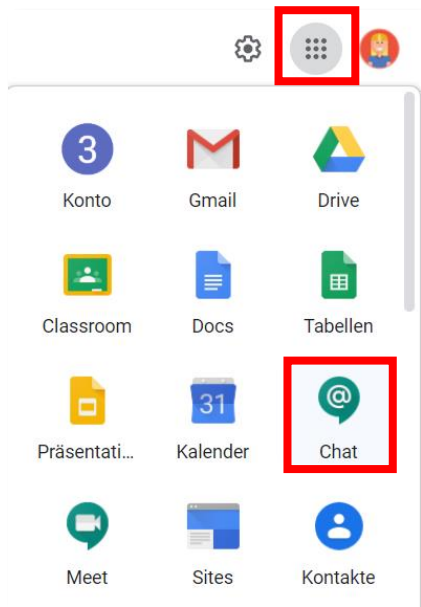 3
Konto Gmail Drive
Classroom Docs Tabellen
31 @
Präsentati... Kalender Chat
Meet Sites Kontakte